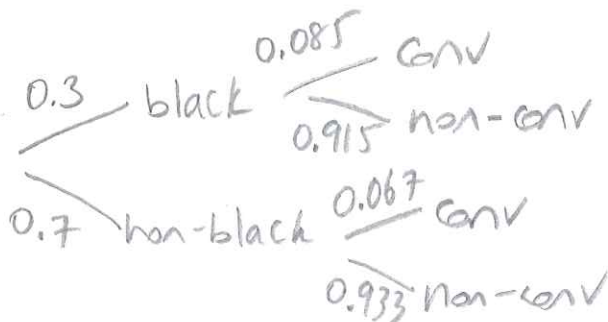 0.085 conv
0.3 black
0.915 non-conv
0.067 conv
0.7 non-black
0.933 non-conv